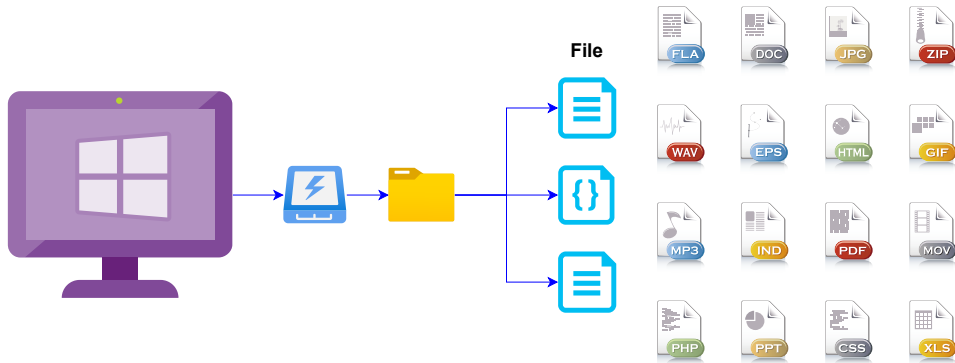 File
FLA DOC JPG ZIP
WAV EPS HTML GIF
{}
MP3 IND PDF MOV
PHP PPT CSS XLS